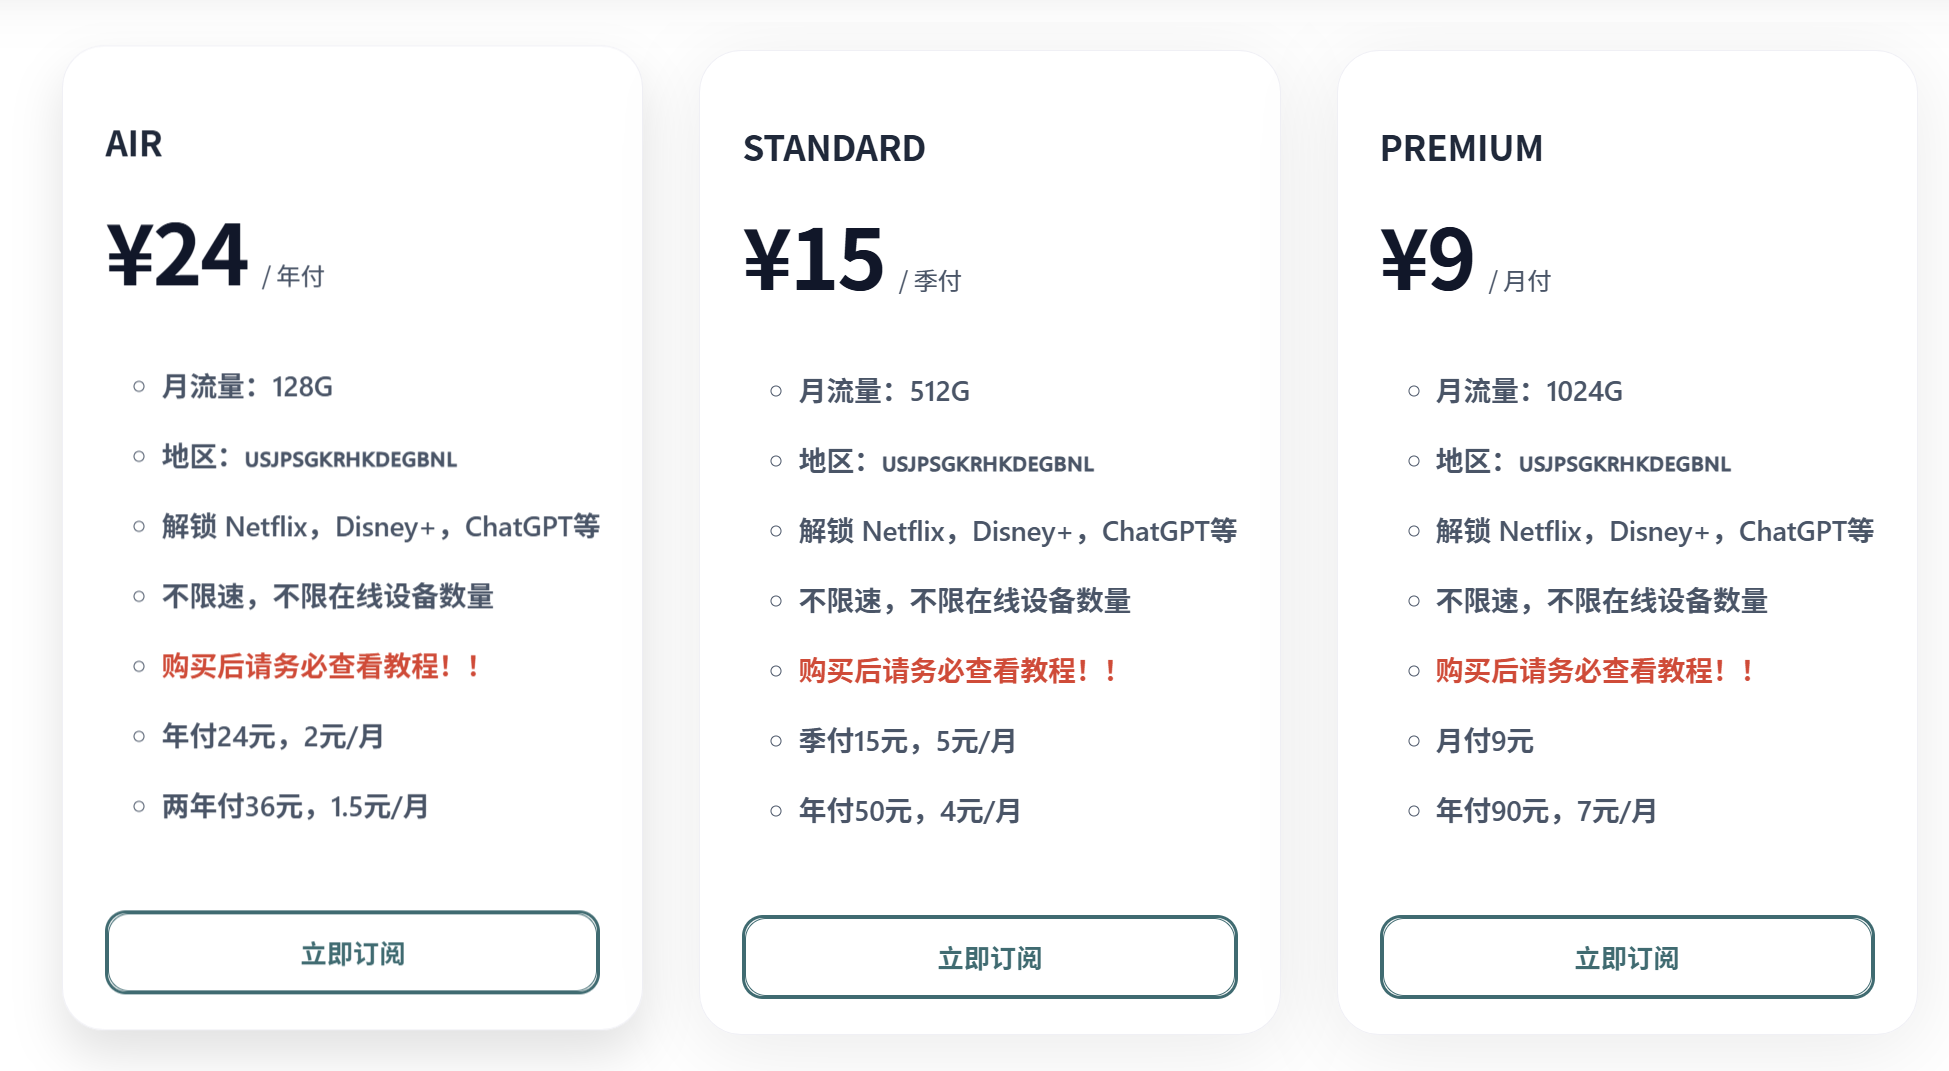 AIR
¥24 / 年付
月流量：128G
地区：USJPSGKRHKDEGBNL
解锁 Netflix，Disney+，ChatGPT等
不限速，不限在线设备数量
购买后请务必查看教程！！
年付24元，2元/月
两年付36元，1.5元/月
立即订阅
STANDARD
¥15 / 季付
月流量：512G
地区：USJPSGKRHKDEGBNL
解锁 Netflix，Disney+，ChatGPT等
不限速，不限在线设备数量
购买后请务必查看教程！！
季付15元，5元/月
年付50元，4元/月
立即订阅
PREMIUM
¥9 / 月付
月流量：1024G
地区：USJPSGKRHKDEGBNL
解锁 Netflix，Disney+，ChatGPT等
不限速，不限在线设备数量
购买后请务必查看教程！！
月付9元
年付90元，7元/月
立即订阅